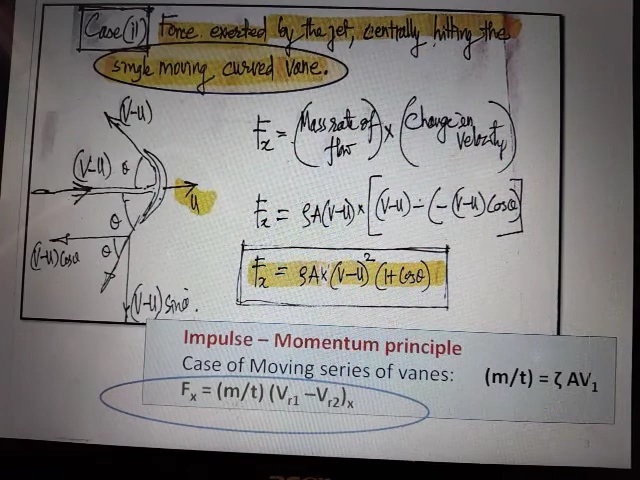 Case(ii) Force exerted by the jet, centrally hitting the
single moving curved vane.
(V-u)
(V-u) θ
u
θ
(V-u)cosθ θ
(V-u) sinθ.
Fx = (Mass rate of flow) × (Change in velocity)
Fx = ρA(V-u) × [(V-u) - (-(V-u) Cosθ]
Fx = ρA× (V-u)² (1+Cosθ)
Impulse – Momentum principle
Case of Moving series of vanes: (m/t) = ζ AV₁
Fₓ = (m/t) (Vᵣ₁ –Vᵣ₂)ₓ